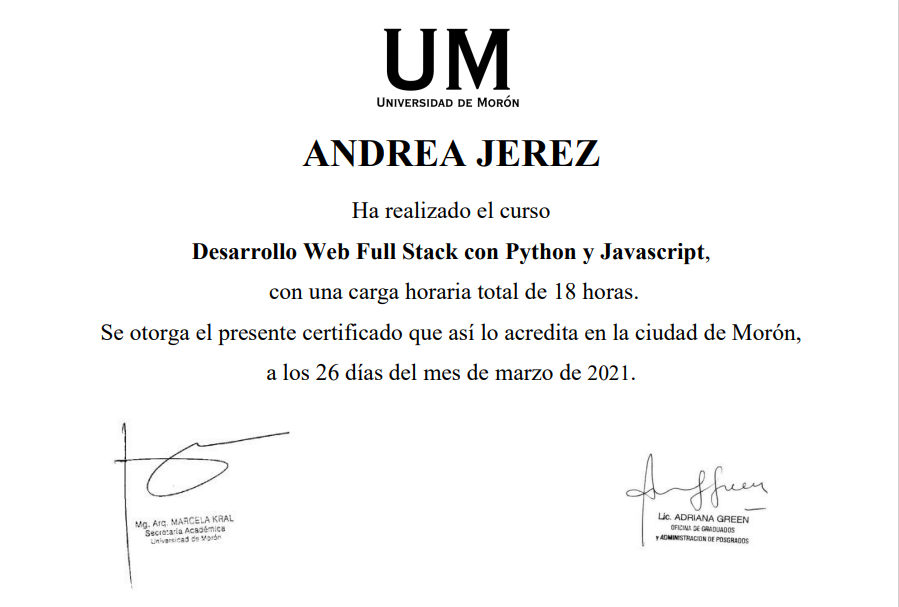 UM
UNIVERSIDAD DE MORÓN
ANDREA JEREZ
Ha realizado el curso
Desarrollo Web Full Stack con Python y Javascript,
con una carga horaria total de 18 horas.
Se otorga el presente certificado que así lo acredita en la ciudad de Morón,
a los 26 días del mes de marzo de 2021.
Mg. Arq. MARCELA KRAL
Secretaria Académica
Universidad de Morón
Lic. ADRIANA GREEN
OFICINA DE GRADUADOS
y ADMINISTRACION DE POSGRADOS